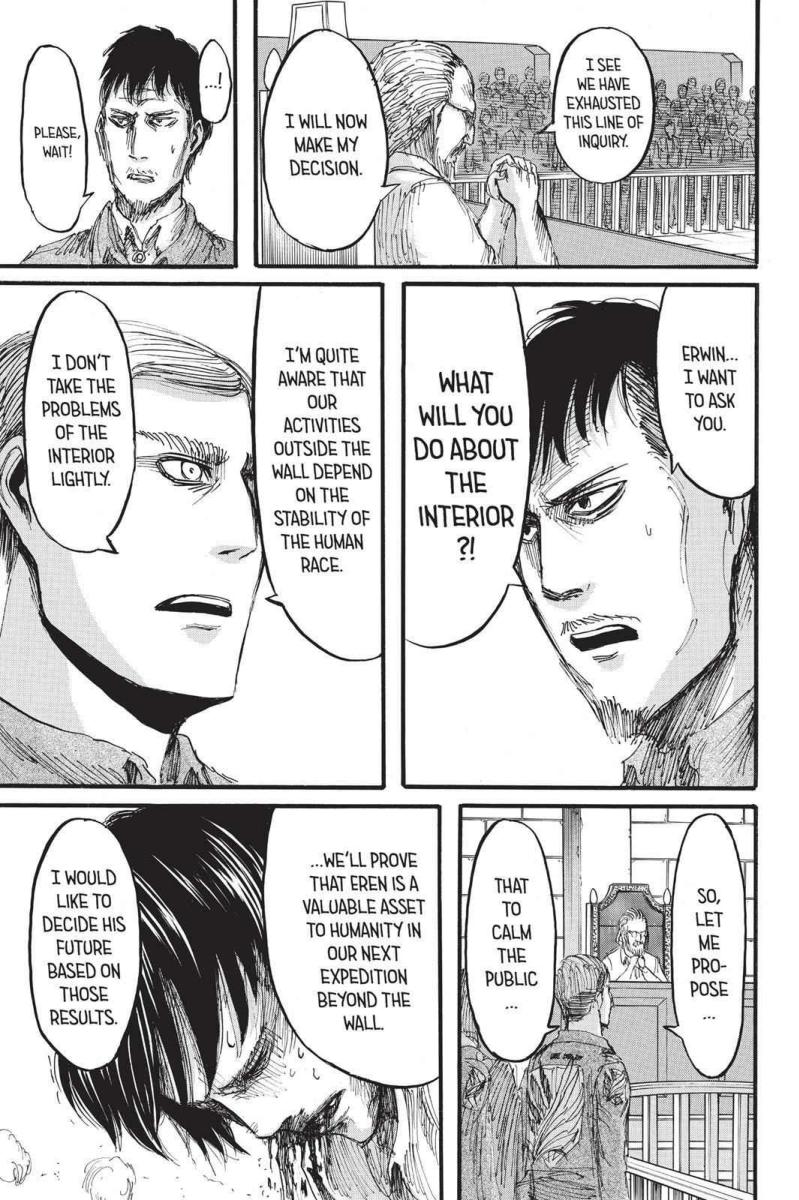 I SEE
WE HAVE
EXHAUSTED
THIS LINE OF
INQUIRY.
I WILL NOW
MAKE MY
DECISION.
...!
PLEASE,
WAIT!
ERWIN...
I WANT
TO ASK
YOU.
WHAT
WILL YOU
DO ABOUT
THE
INTERIOR
?!
I'M QUITE
AWARE THAT
OUR
ACTIVITIES
OUTSIDE THE
WALL DEPEND
ON THE
STABILITY OF
THE HUMAN
RACE.
I DON'T
TAKE THE
PROBLEMS
OF THE
INTERIOR
LIGHTLY.
SO,
LET
ME
PRO-
POSE
...
THAT
TO
CALM
THE
PUBLIC
...
...WE'LL PROVE
THAT EREN IS A
VALUABLE ASSET
TO HUMANITY IN
OUR NEXT
EXPEDITION
BEYOND THE
WALL.
I WOULD
LIKE TO
DECIDE HIS
FUTURE
BASED ON
THOSE
RESULTS.